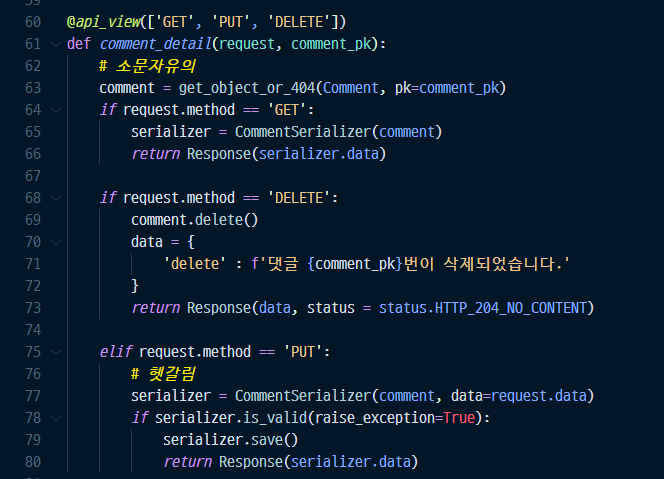 60 @api_view(['GET', 'PUT', 'DELETE'])
61 def comment_detail(request, comment_pk):
62     # 소문자유의
63     comment = get_object_or_404(Comment, pk=comment_pk)
64     if request.method == 'GET':
65         serializer = CommentSerializer(comment)
66         return Response(serializer.data)
67
68     if request.method == 'DELETE':
69         comment.delete()
70         data = {
71             'delete' : f'댓글 {comment_pk}번이 삭제되었습니다.'
72         }
73         return Response(data, status = status.HTTP_204_NO_CONTENT)
74
75     elif request.method == 'PUT':
76         # 헷갈림
77         serializer = CommentSerializer(comment, data=request.data)
78         if serializer.is_valid(raise_exception=True):
79             serializer.save()
80             return Response(serializer.data)